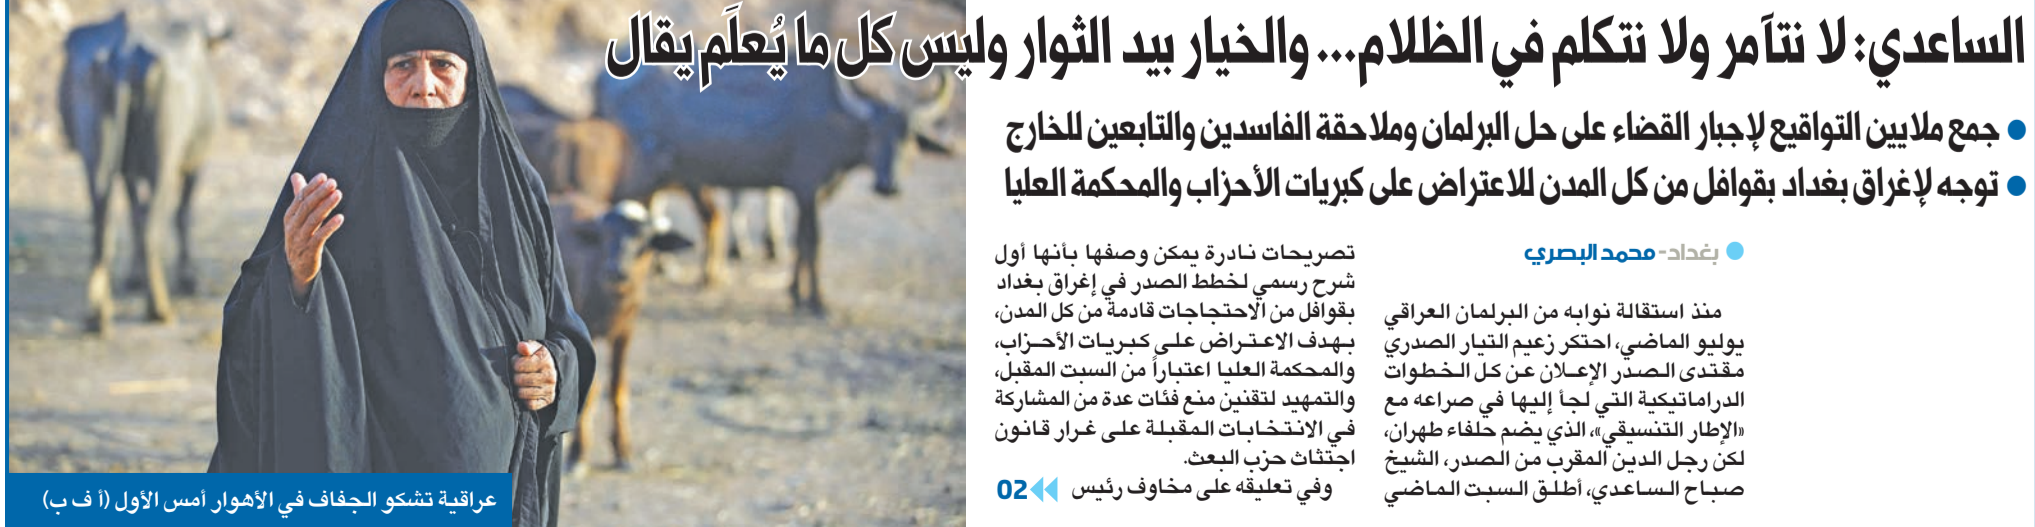 الساعدي: لا نتآمر ولا نتكلم في الظلام... والخيار بيد الثوار وليس كل ما يُعلَم يقال
● جمع ملايين التواقيع لإجبار القضاء على حل البرلمان وملاحقة الفاسدين والتابعين للخارج
● توجه لإغراق بغداد بقوافل من كل المدن للاعتراض على كبريات الأحزاب والمحكمة العليا
● بغداد - محمد البصري
منذ استقالة نوابه من البرلمان العراقي
يوليو الماضي، احتكر زعيم التيار الصدري
مقتدى الصدر الإعلان عن كل الخطوات
الدراماتيكية التي لجأ إليها في صراعه مع
«الإطار التنسيقي»، الذي يضم حلفاء طهران،
لكن رجل الدين المقرب من الصدر، الشيخ
صباح الساعدي، أطلق السبت الماضي
تصريحات نادرة يمكن وصفها بأنها أول
شرح رسمي لخطط الصدر في إغراق بغداد
بقوافل من الاحتجاجات قادمة من كل المدن،
بهدف الاعتراض على كبريات الأحزاب،
والمحكمة العليا اعتباراً من السبت المقبل،
والتمهيد لتقنين منع فئات عدة من المشاركة
في الانتخابات المقبلة على غرار قانون
اجتثاث حزب البعث.
وفي تعليقه على مخاوف رئيس 02
عراقية تشكو الجفاف في الأهوار أمس الأول (أ ف ب)